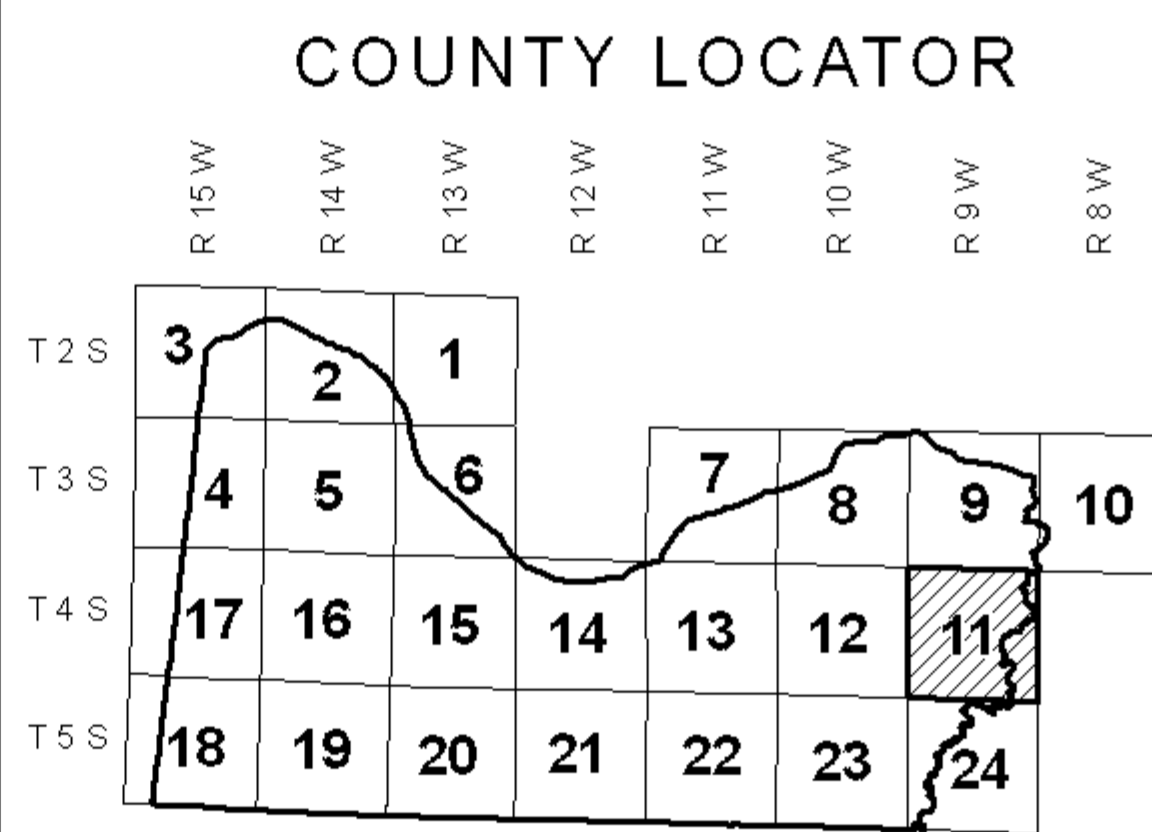 COUNTY LOCATOR
R 15 W R 14 W R 13 W R 12 W R 11 W R 10 W R 9 W R 8 W
T 2 S 3 2 1
T 3 S 4 5 6 7 8 9 10
T 4 S 17 16 15 14 13 12 11
T 5 S 18 19 20 21 22 23 24